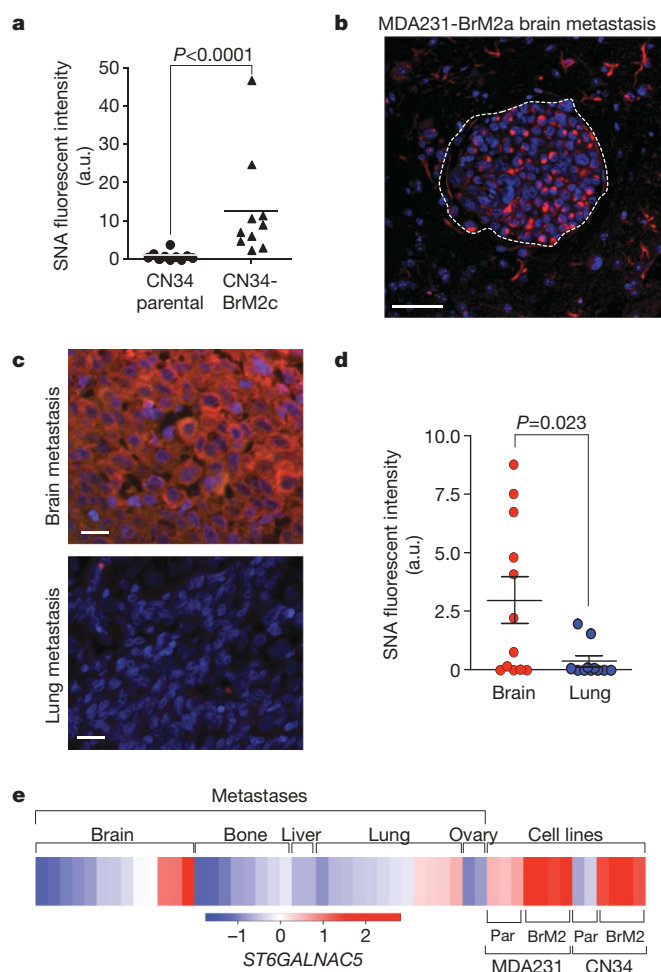 a
P<0.0001
SNA fluorescent intensity
(a.u.)
50
40
30
20
10
0
CN34
parental
CN34-
BrM2c
b
MDA231-BrM2a brain metastasis
c
Brain metastasis
Lung metastasis
d
P=0.023
SNA fluorescent intensity
(a.u.)
10.0
7.5
5.0
2.5
0
Brain
Lung
e
Metastases
Brain
Bone
Liver
Lung
Ovary
Cell lines
−1 0 1 2
ST6GALNAC5
Par BrM2 Par BrM2
MDA231 CN34